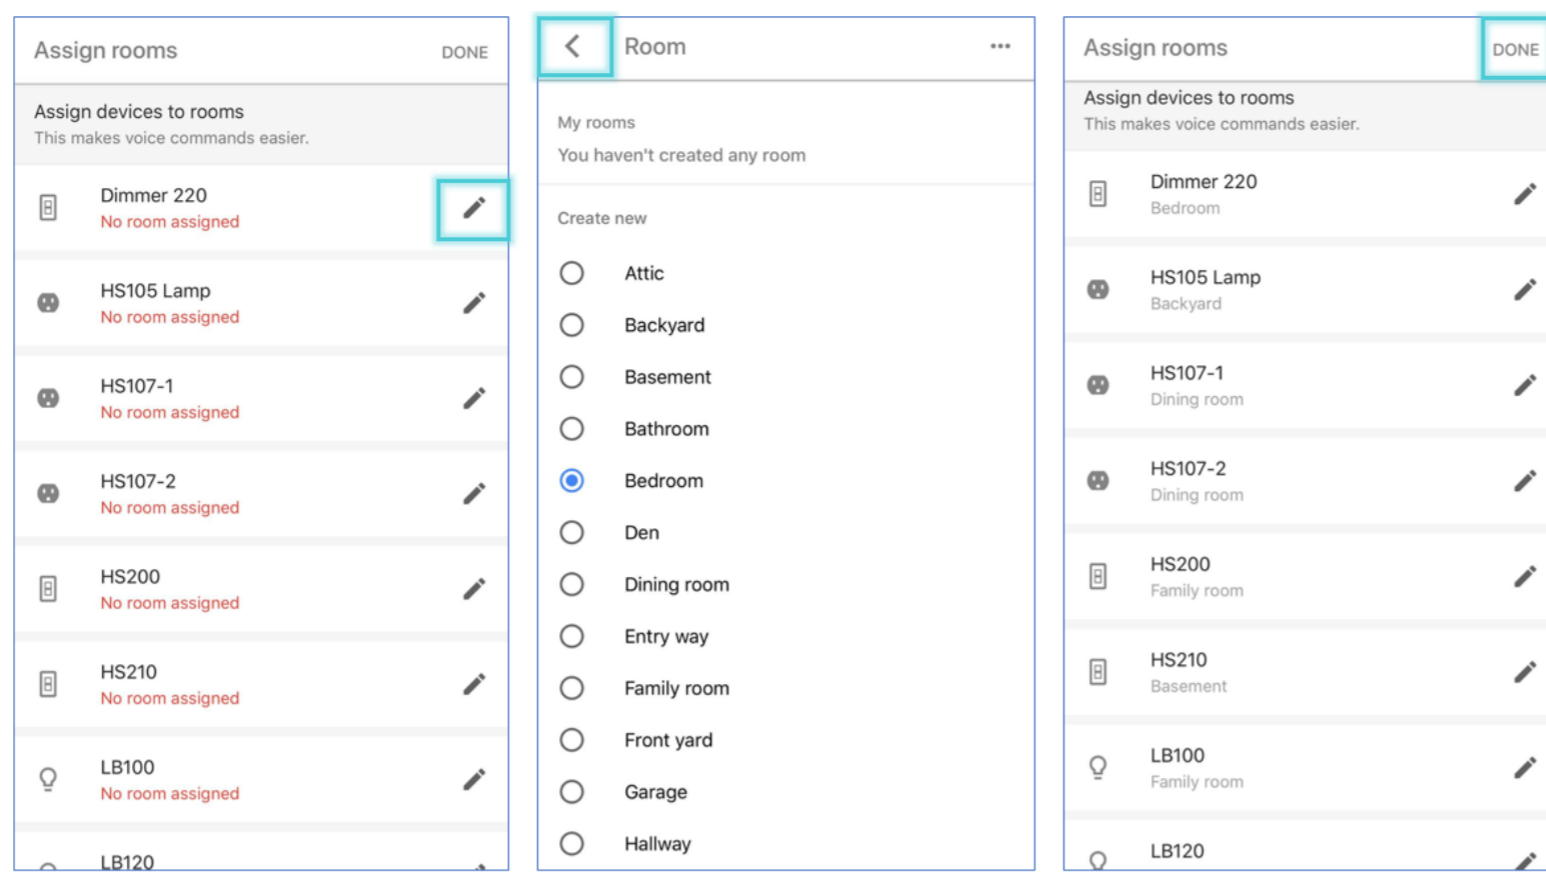 Assign rooms
DONE
Assign devices to rooms
This makes voice commands easier.
Dimmer 220
No room assigned
HS105 Lamp
No room assigned
HS107-1
No room assigned
HS107-2
No room assigned
HS200
No room assigned
HS210
No room assigned
LB100
No room assigned
LB120
Room
My rooms
You haven't created any room
Create new
Attic
Backyard
Basement
Bathroom
Bedroom
Den
Dining room
Entry way
Family room
Front yard
Garage
Hallway
Assign rooms
DONE
Assign devices to rooms
This makes voice commands easier.
Dimmer 220
Bedroom
HS105 Lamp
Backyard
HS107-1
Dining room
HS107-2
Dining room
HS200
Family room
HS210
Basement
LB100
Family room
LB120